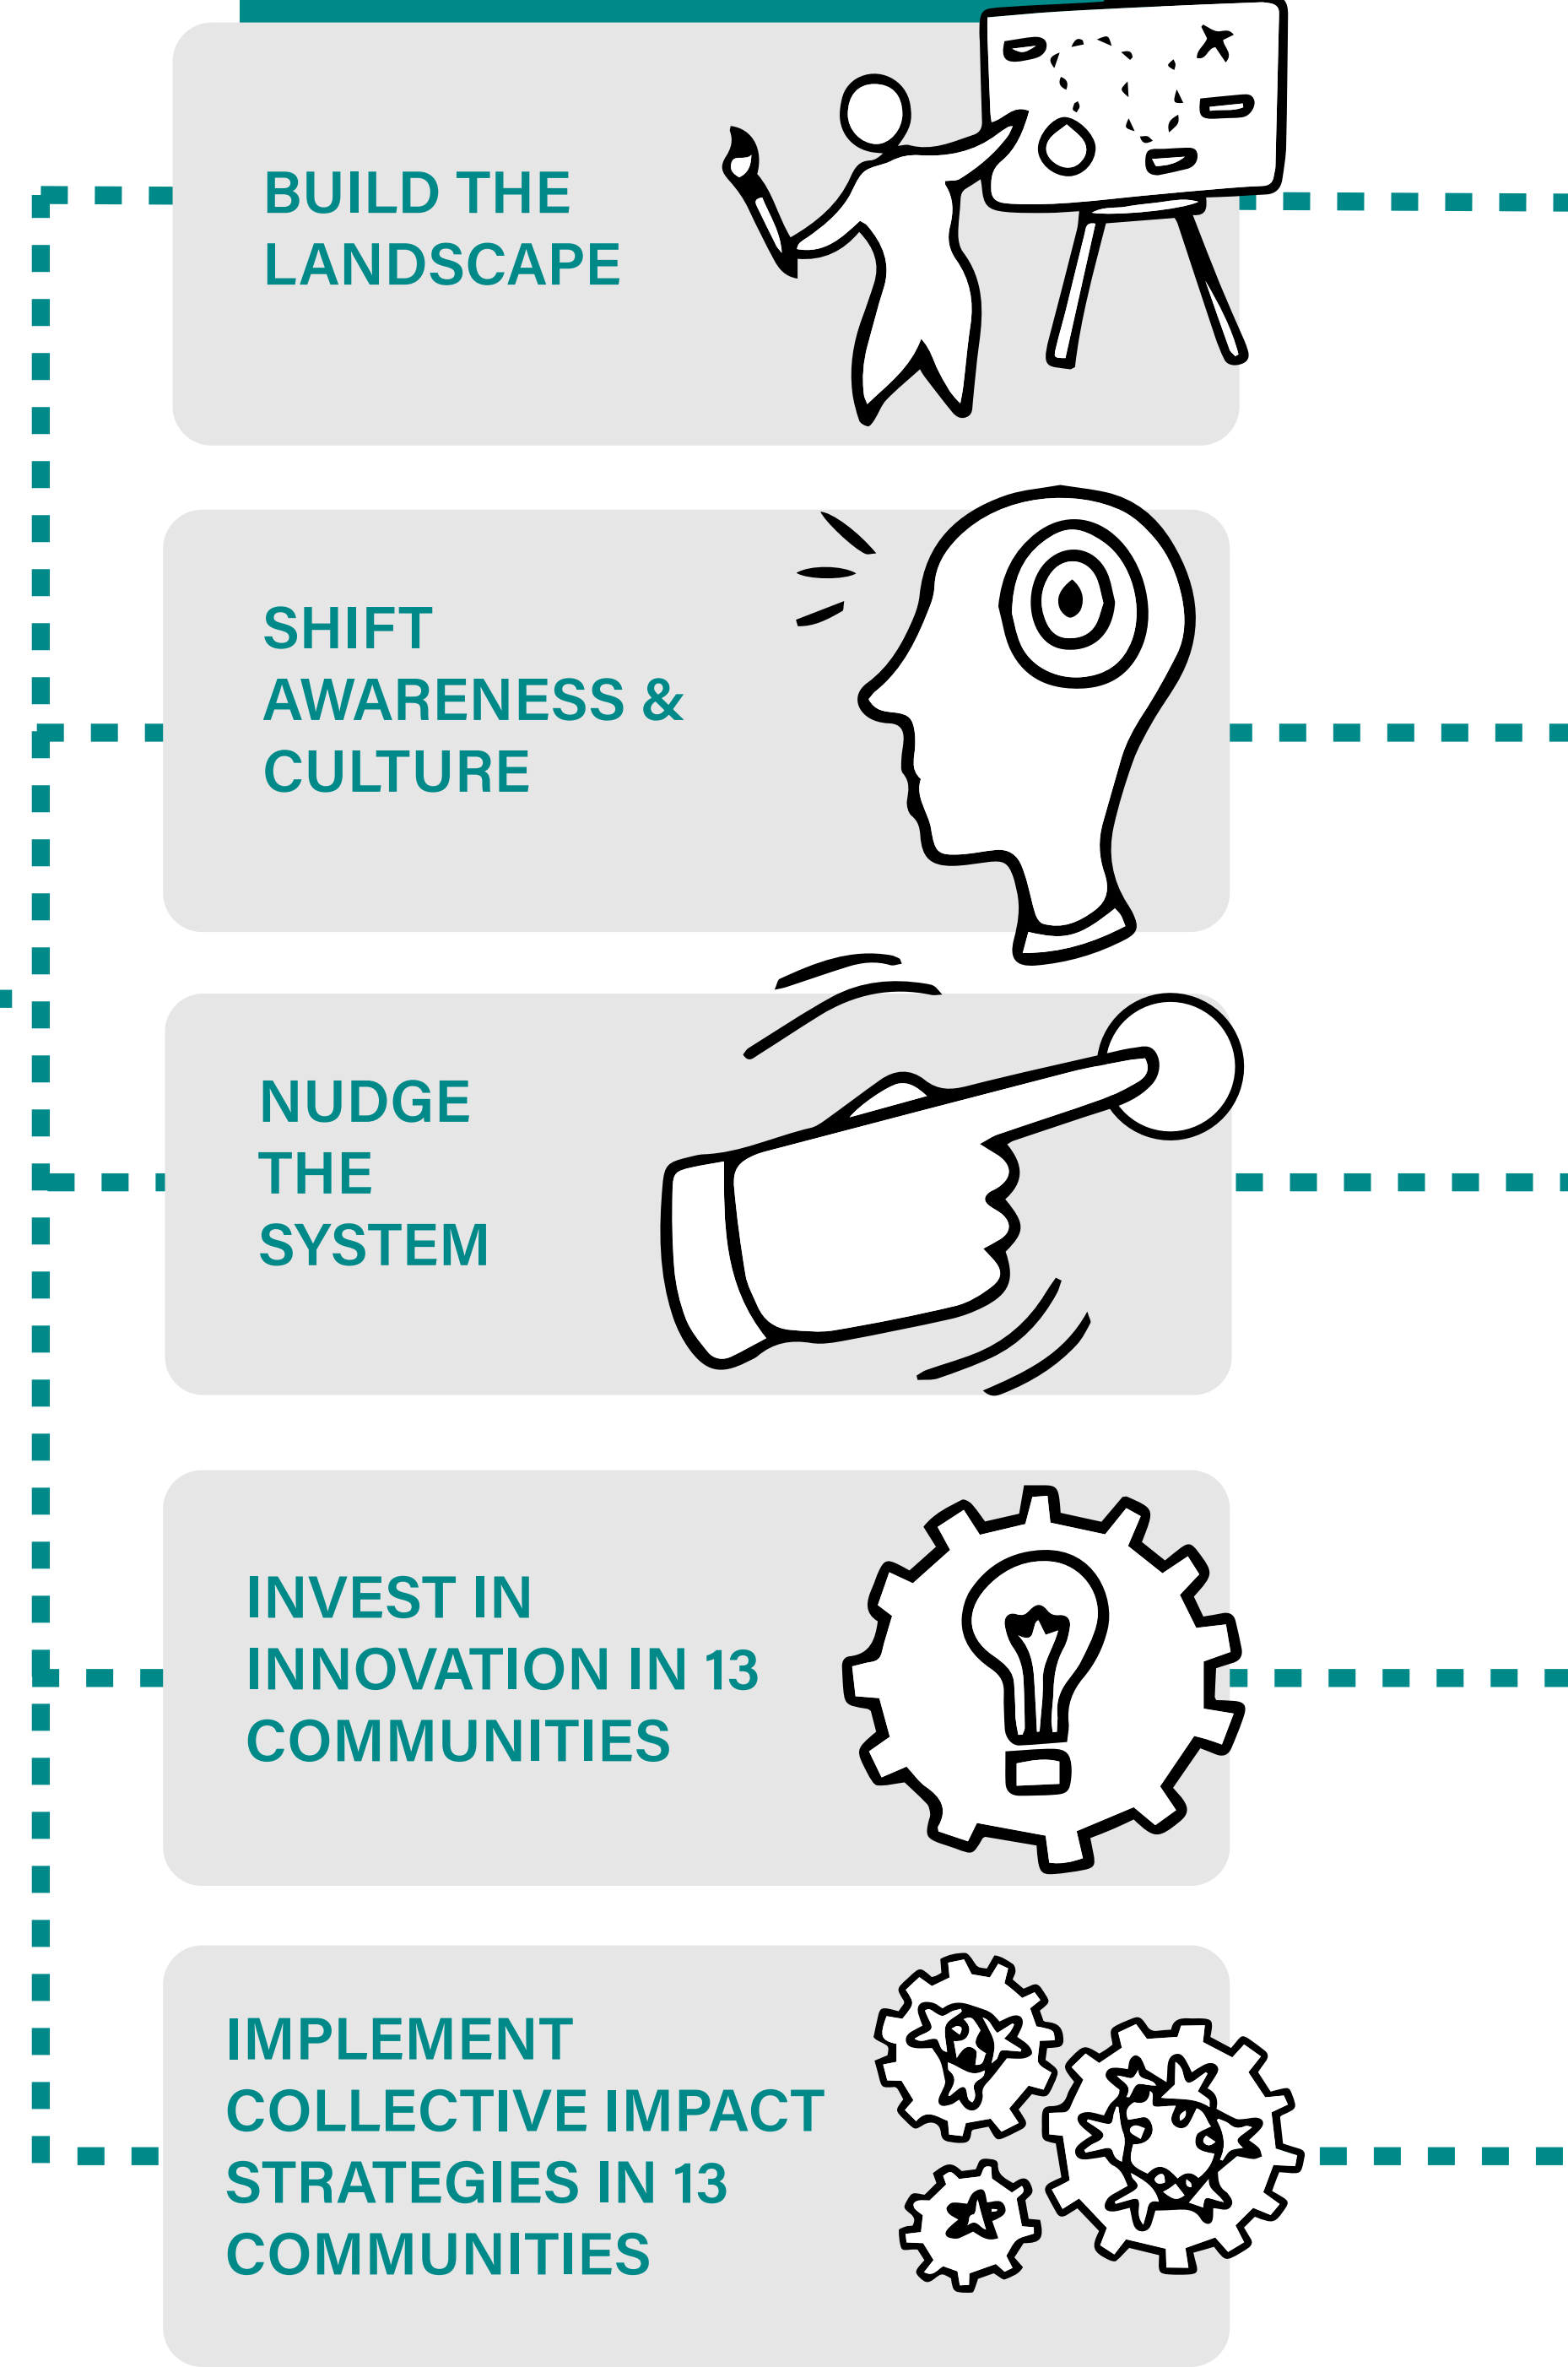 BUILD THE
LANDSCAPE
SHIFT
AWARENESS &
CULTURE
NUDGE
THE
SYSTEM
INVEST IN
INNOVATION IN 13
COMMUNITIES
IMPLEMENT
COLLECTIVE IMPACT
STRATEGIES IN 13
COMMUNITIES